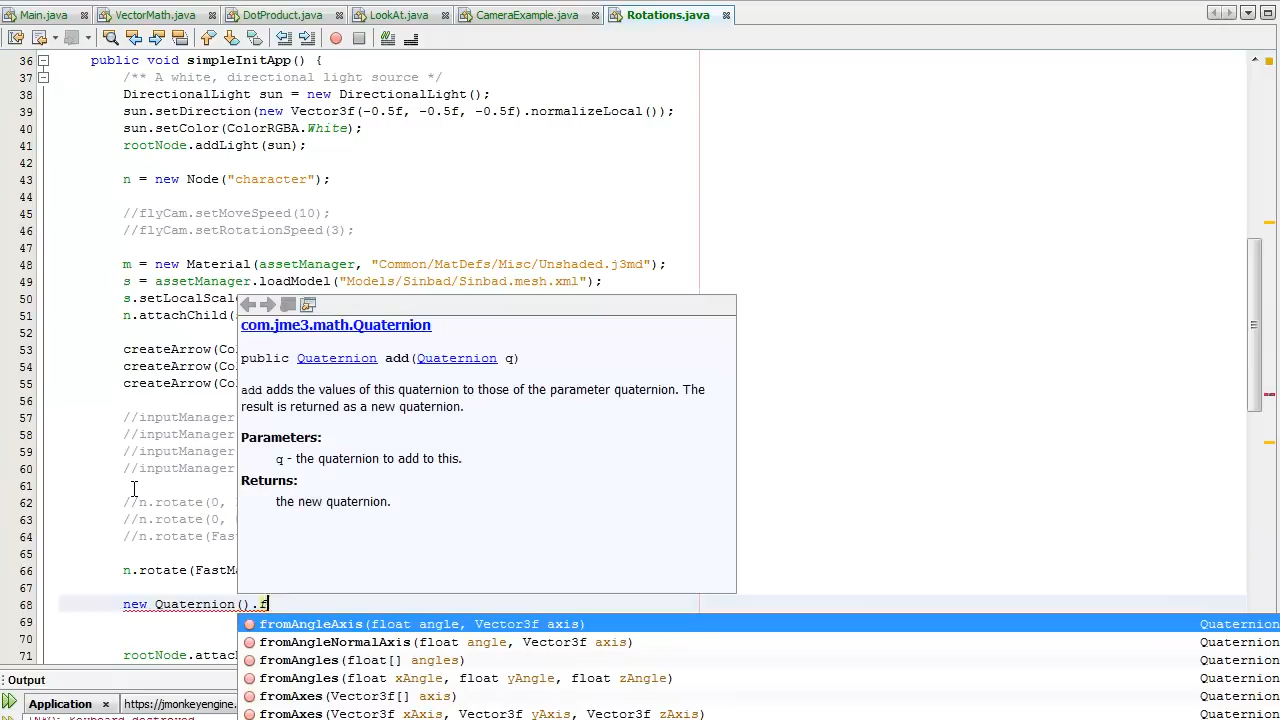 Main.java VectorMath.java DotProduct.java LookAt.java CameraExample.java Rotations.java
36 public void simpleInitApp() {
37 /** A white, directional light source */
38 DirectionalLight sun = new DirectionalLight();
39 sun.setDirection(new Vector3f(-0.5f, -0.5f, -0.5f).normalizeLocal());
40 sun.setColor(ColorRGBA.White);
41 rootNode.addLight(sun);
42
43 n = new Node("character");
44
45 //flyCam.setMoveSpeed(10);
46 //flyCam.setRotationSpeed(3);
47
48 m = new Material(assetManager, "Common/MatDefs/Misc/Unshaded.j3md");
49 s = assetManager.loadModel("Models/Sinbad/Sinbad.mesh.xml");
50 s.setLocalScale
51 n.attachChild(
52
53 createArrow(Co
54 createArrow(Co
55 createArrow(Co
56
57 //inputManager
58 //inputManager
59 //inputManager
60 //inputManager
61
62 //n.rotate(0,
63 //n.rotate(0,
64 //n.rotate(Fas
65
66 n.rotate(FastMa
67
68 new Quaternion().f
69
70
71 rootNode.attach
com.jme3.math.Quaternion
public Quaternion add(Quaternion q)
add adds the values of this quaternion to those of the parameter quaternion. The
result is returned as a new quaternion.
Parameters:
q - the quaternion to add to this.
Returns:
the new quaternion.
fromAngleAxis(float angle, Vector3f axis) Quaternion
fromAngleNormalAxis(float angle, Vector3f axis) Quaternion
fromAngles(float[] angles) Quaternion
fromAngles(float xAngle, float yAngle, float zAngle) Quaternion
fromAxes(Vector3f[] axis) Quaternion
fromAxes(Vector3f xAxis, Vector3f yAxis, Vector3f zAxis) Quaternion
Output
Application https://jmonkeyengine.
INFO: Keyboard destroyed